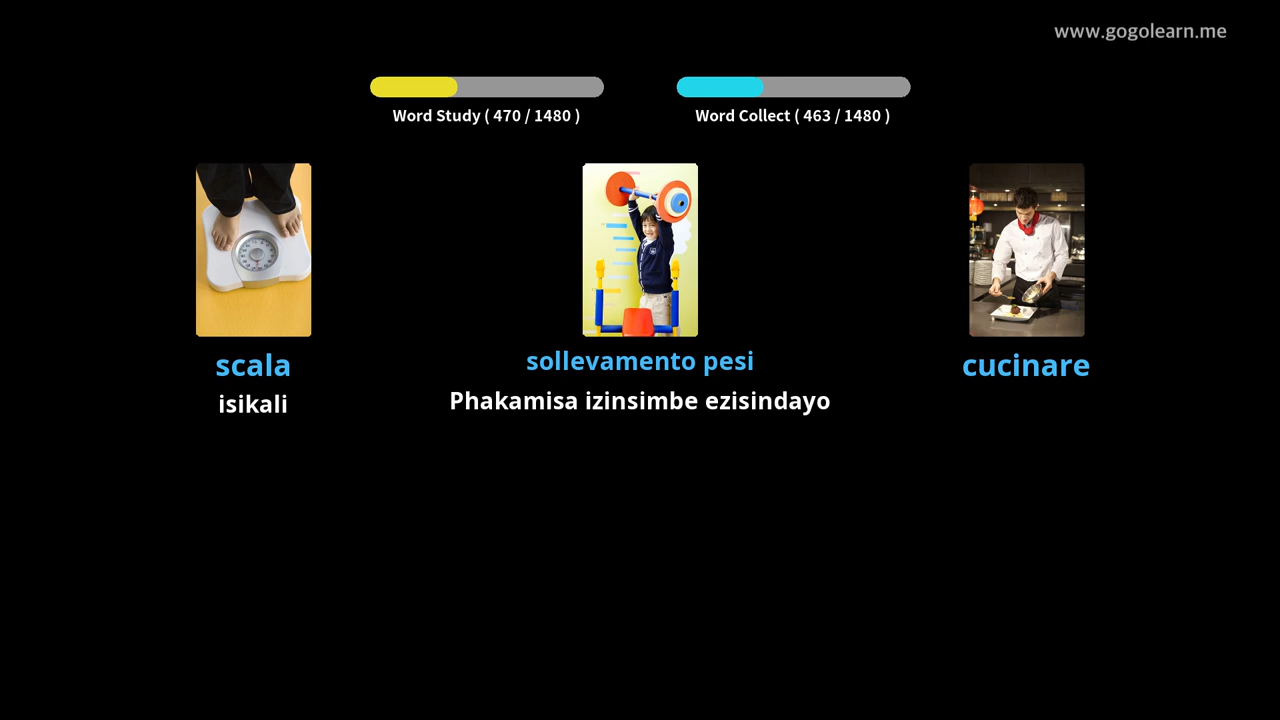 www.gogolearn.me
Word Study ( 470 / 1480 )
Word Collect ( 463 / 1480 )
scala
isikali
sollevamento pesi
Phakamisa izinsimbe ezisindayo
cucinare